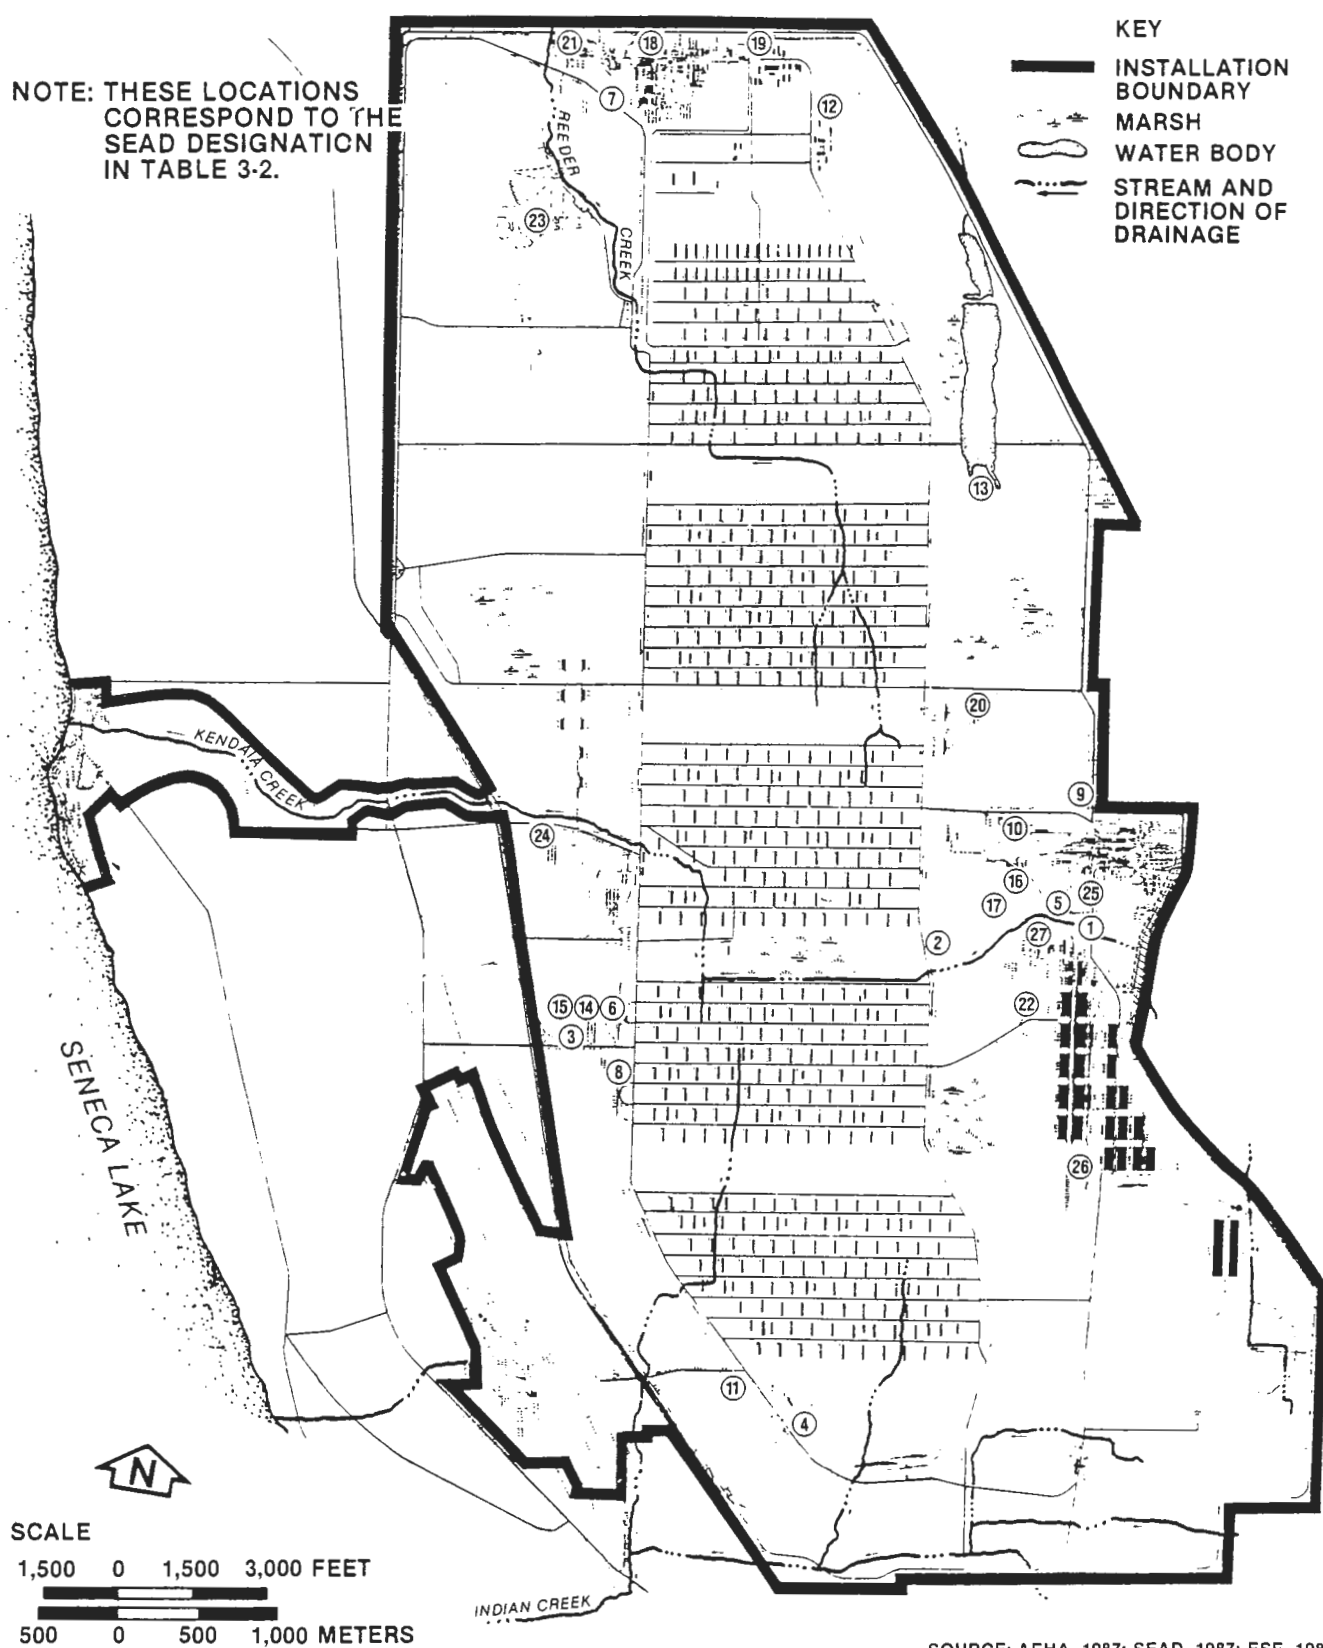 KEY
INSTALLATION
BOUNDARY
MARSH
WATER BODY
STREAM AND
DIRECTION OF
DRAINAGE
NOTE: THESE LOCATIONS
CORRESPOND TO THE
SEAD DESIGNATION
IN TABLE 3-2.
21
18
19
7
12
REEDER
CREEK
23
13
20
KENDAIA CREEK
9
24
10
16
25
17
5
1
27
2
15 14 6
22
3
8
SENECA LAKE
26
11
4
N
SCALE
1,500 0 1,500 3,000 FEET
500 0 500 1,000 METERS
INDIAN CREEK